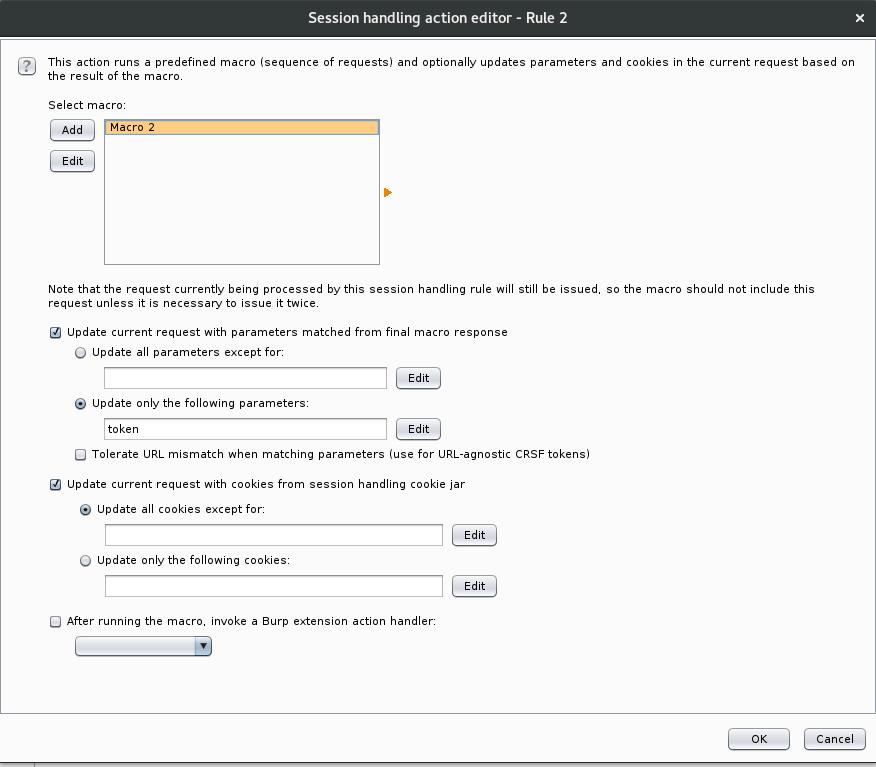 Session handling action editor - Rule 2
×
?
This action runs a predefined macro (sequence of requests) and optionally updates parameters and cookies in the current request based on
the result of the macro.
Select macro:
Add
Macro 2
Edit
Note that the request currently being processed by this session handling rule will still be issued, so the macro should not include this
request unless it is necessary to issue it twice.
Update current request with parameters matched from final macro response
Update all parameters except for:
Edit
Update only the following parameters:
token
Edit
Tolerate URL mismatch when matching parameters (use for URL-agnostic CRSF tokens)
Update current request with cookies from session handling cookie jar
Update all cookies except for:
Edit
Update only the following cookies:
Edit
After running the macro, invoke a Burp extension action handler:
OK
Cancel